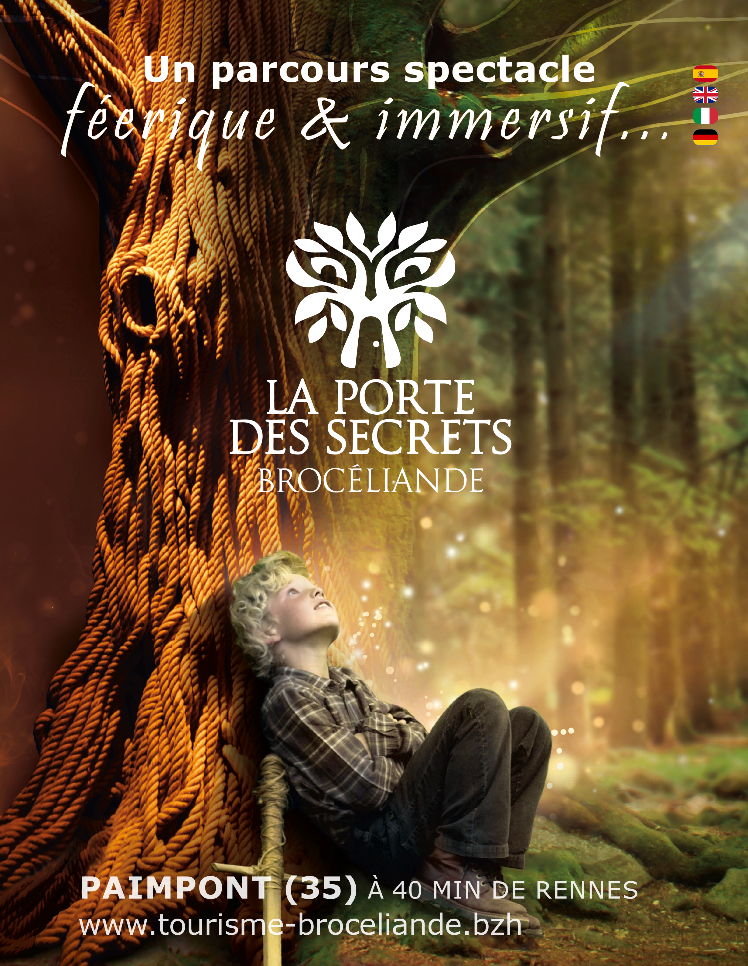 Un parcours spectacle
féerique & immersif...
LA PORTE
DES SECRETS
BROCÉLIANDE
PAIMPONT (35) À 40 MIN DE RENNES
www.tourisme-broceliande.bzh